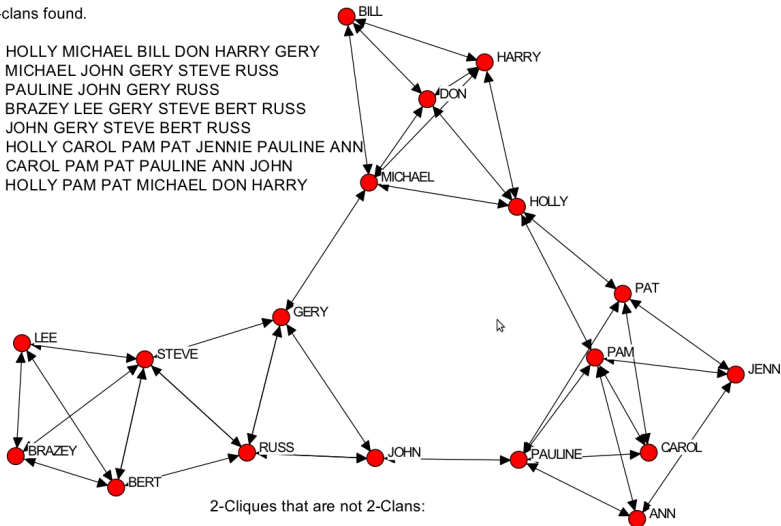 -clans found.
HOLLY MICHAEL BILL DON HARRY GERY
MICHAEL JOHN GERY STEVE RUSS
PAULINE JOHN GERY RUSS
BRAZEY LEE GERY STEVE BERT RUSS
JOHN GERY STEVE BERT RUSS
HOLLY CAROL PAM PAT JENNIE PAULINE ANN
CAROL PAM PAT PAULINE ANN JOHN
HOLLY PAM PAT MICHAEL DON HARRY
BILL
HARRY
DON
MICHAEL
HOLLY
PAT
GERY
LEE
STEVE
PAM
JENN
BRAZEY
BERT
RUSS
JOHN
PAULINE
CAROL
ANN
2-Cliques that are not 2-Clans: